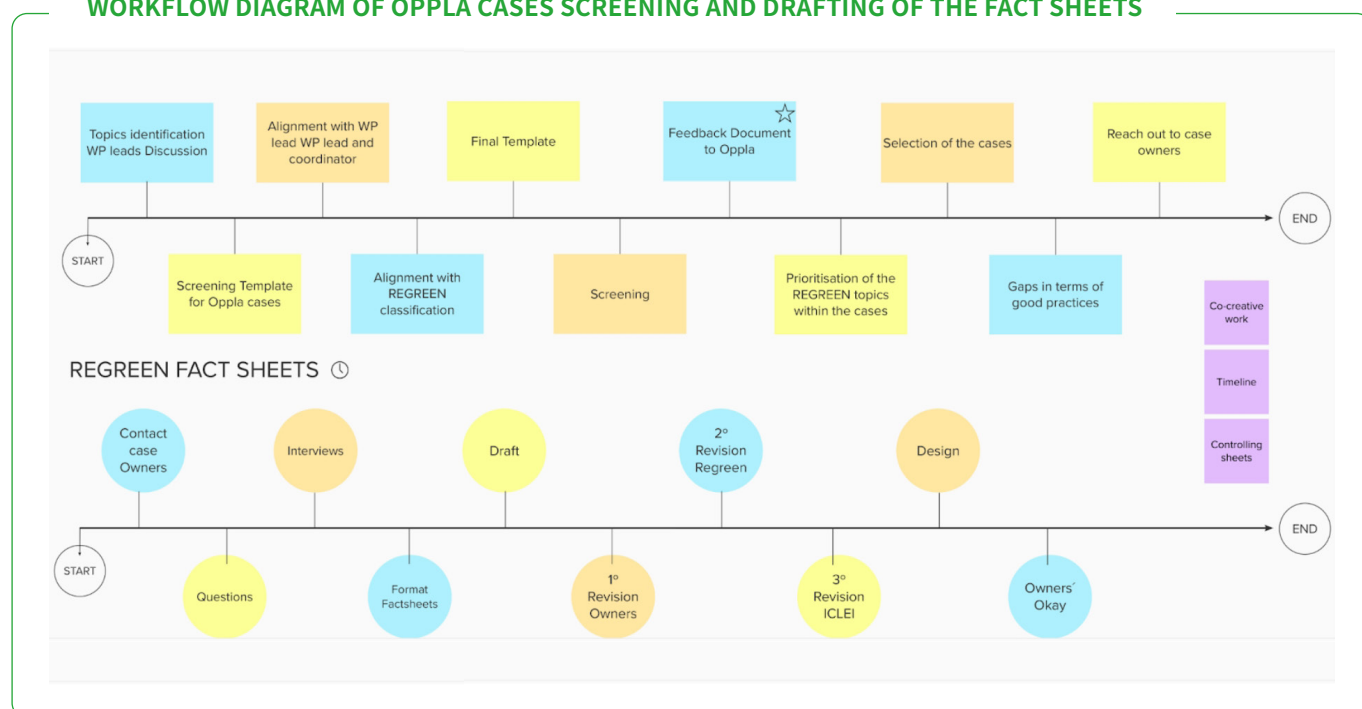 WORKFLOW DIAGRAM OF OPPLA CASES SCREENING AND DRAFTING OF THE FACT SHEETS
Topics identification
WP leads Discussion
Alignment with WP
lead WP lead and
coordinator
Final Template
Feedback Document
to Oppla
Selection of the cases
Reach out to case
owners
START
END
Screening Template
for Oppla cases
Alignment with
REGREEN
classification
Screening
Prioritisation of the
REGREEN topics
within the cases
Gaps in terms of
good practices
Co-creative
work
Timeline
Controlling
sheets
REGREEN FACT SHEETS
Contact
case
Owners
Interviews
Draft
2º
Revision
Regreen
Design
START
END
Questions
Format
Factsheets
1º
Revision
Owners
3º
Revision
ICLEI
Owners´
Okay